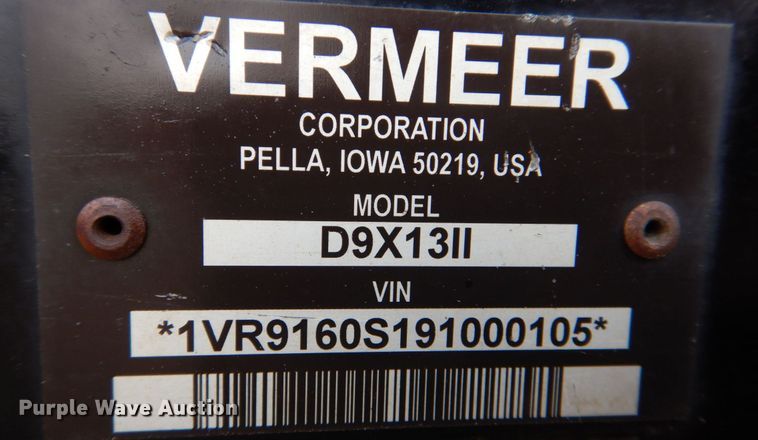 VERMEER
CORPORATION
PELLA, IOWA 50219, USA
MODEL
D9X13II
VIN
*1VR9160S191000105*
Purple Wave Auction